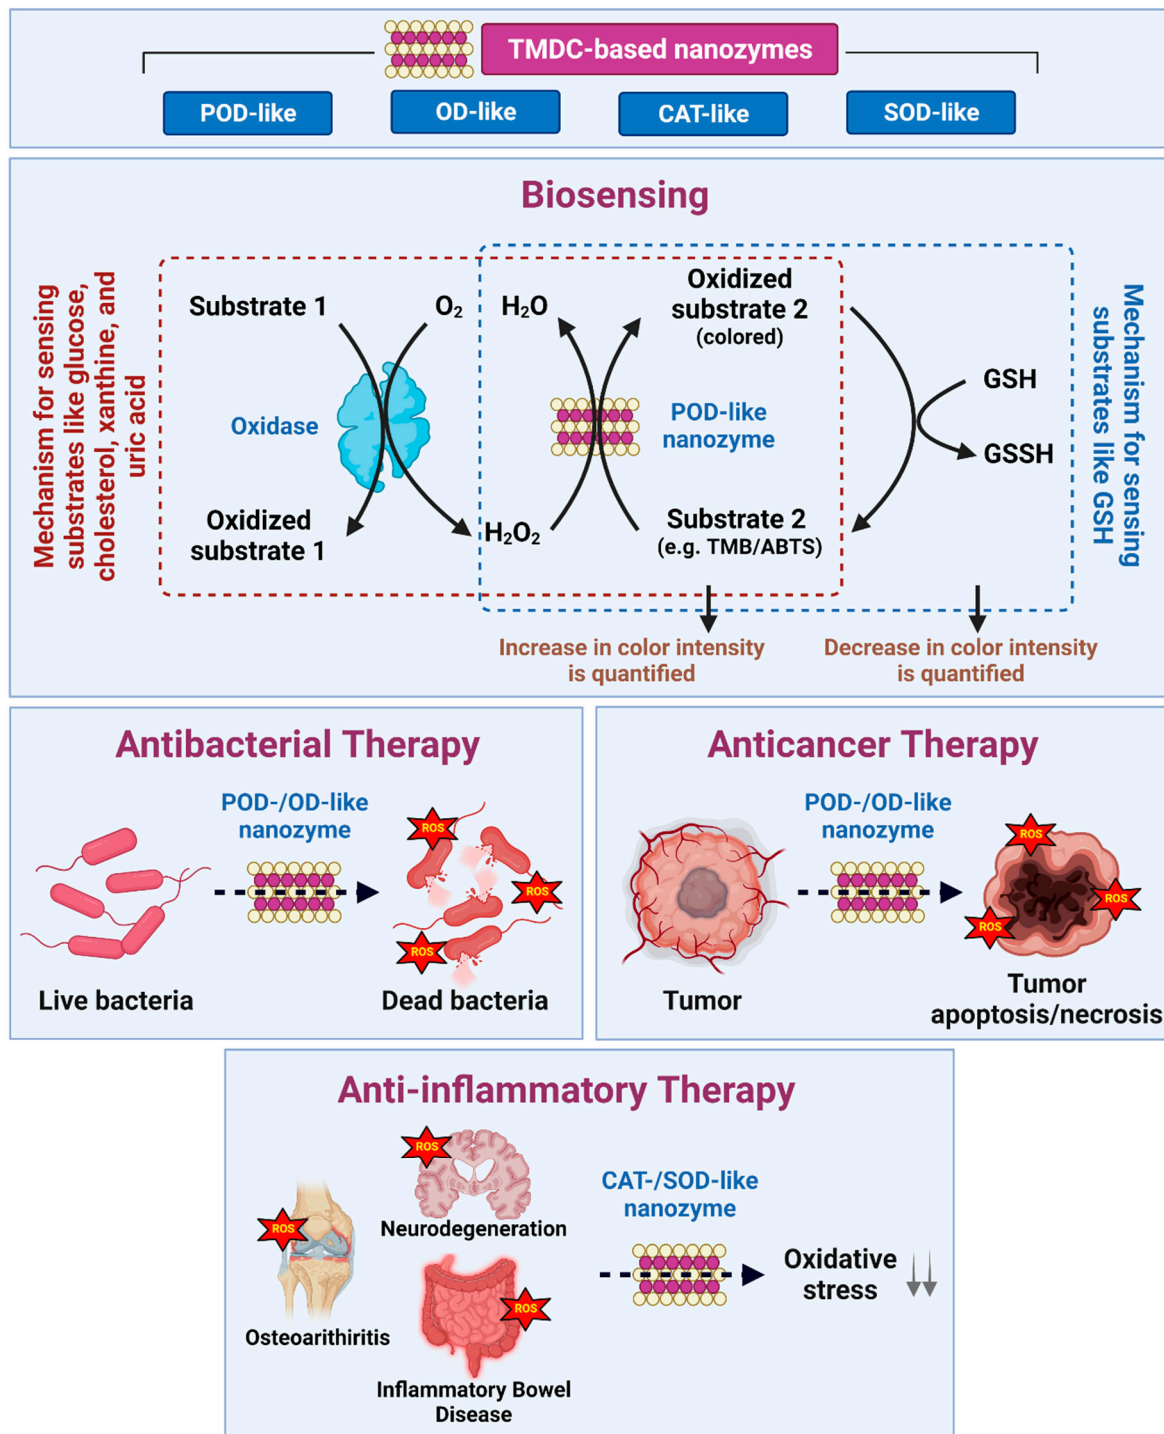 TMDC-based nanozymes
POD-like
OD-like
CAT-like
SOD-like
Biosensing
Mechanism for sensing
substrates like glucose,
cholesterol, xanthine, and
uric acid
Substrate 1
O₂
H₂O
Oxidized
substrate 2
(colored)
Oxidase
POD-like
nanozyme
GSH
GSSH
Oxidized
substrate 1
H₂O₂
Substrate 2
(e.g. TMB/ABTS)
Mechanism for sensing
substrates like GSH
Increase in color intensity
is quantified
Decrease in color intensity
is quantified
Antibacterial Therapy
POD-/OD-like
nanozyme
ROS
ROS
ROS
Live bacteria
Dead bacteria
Anticancer Therapy
POD-/OD-like
nanozyme
ROS
ROS
ROS
Tumor
Tumor
apoptosis/necrosis
Anti-inflammatory Therapy
ROS
Neurodegeneration
ROS
Osteoarithiritis
ROS
Inflammatory Bowel
Disease
CAT-/SOD-like
nanozyme
Oxidative
stress